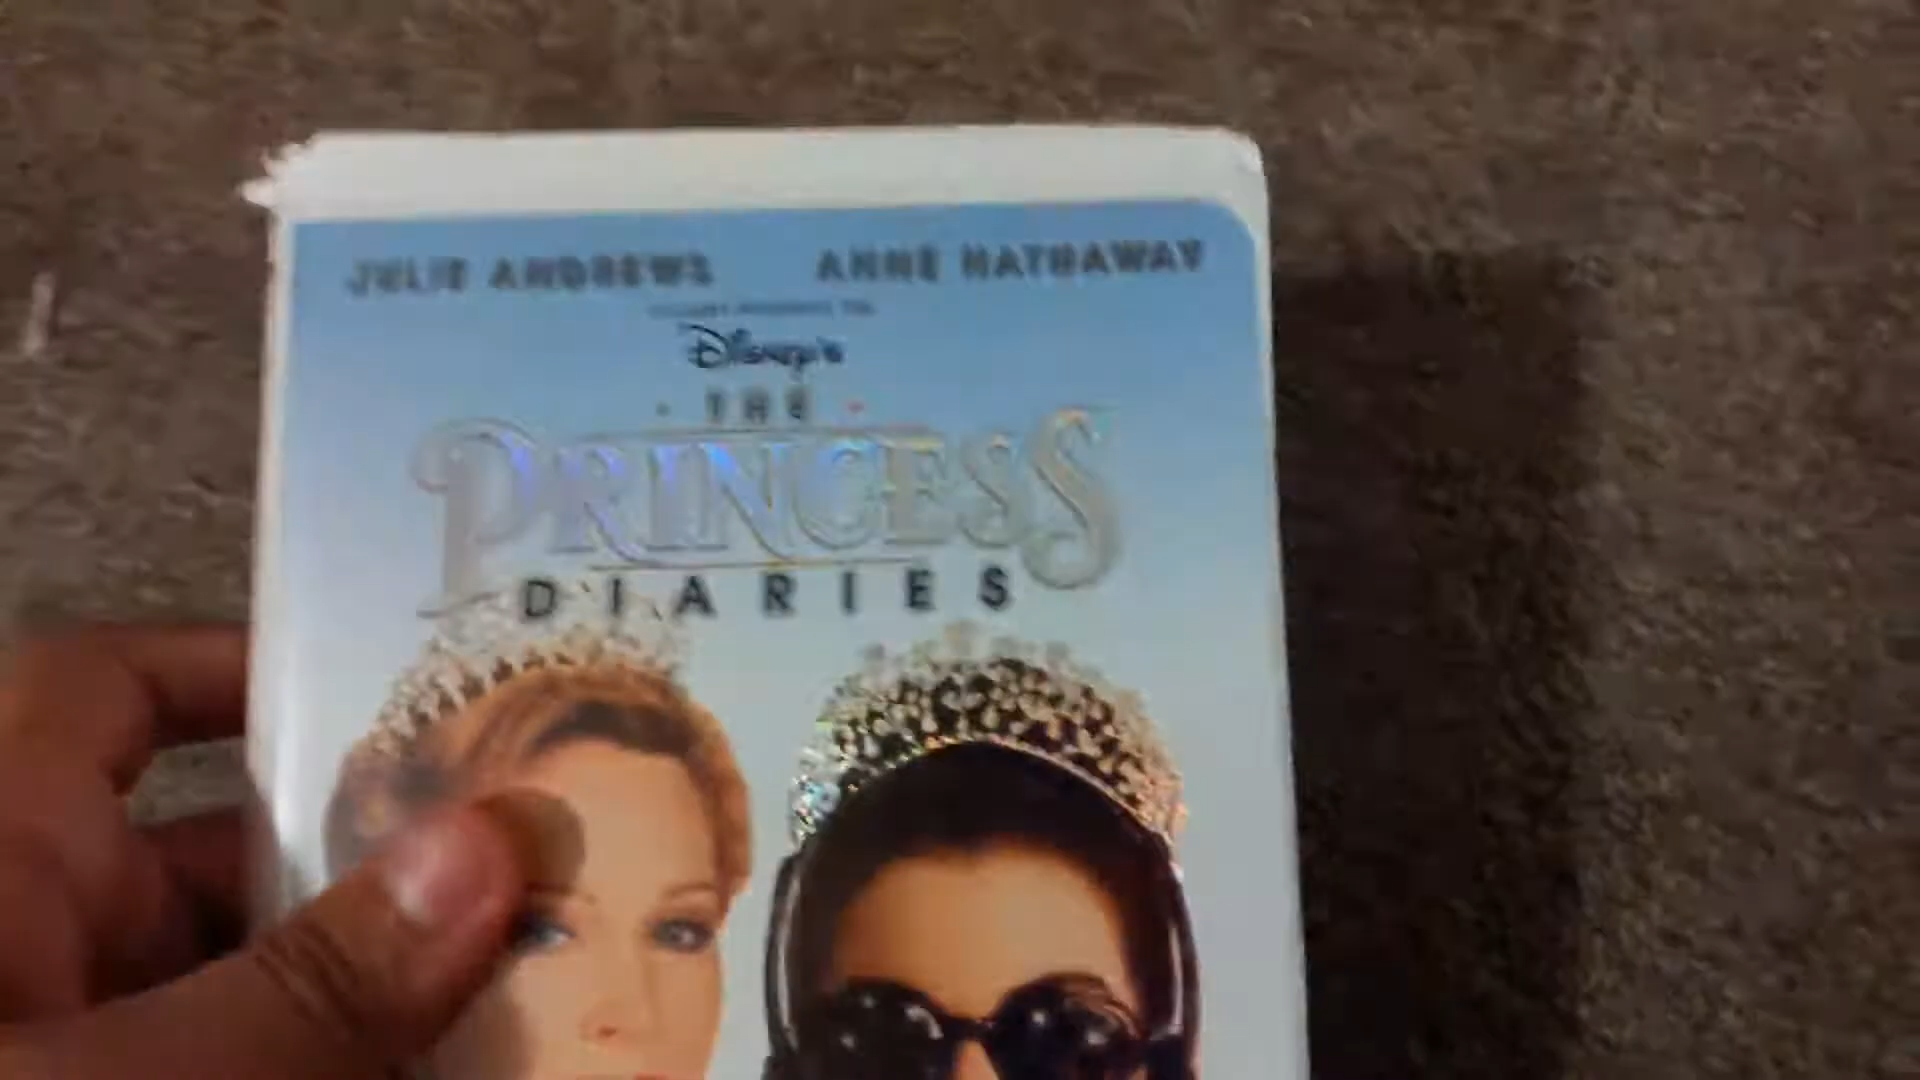 JULIE ANDREWS ANNE HATHAWAY
Disney's
THE
PRINCESS
DIARIES